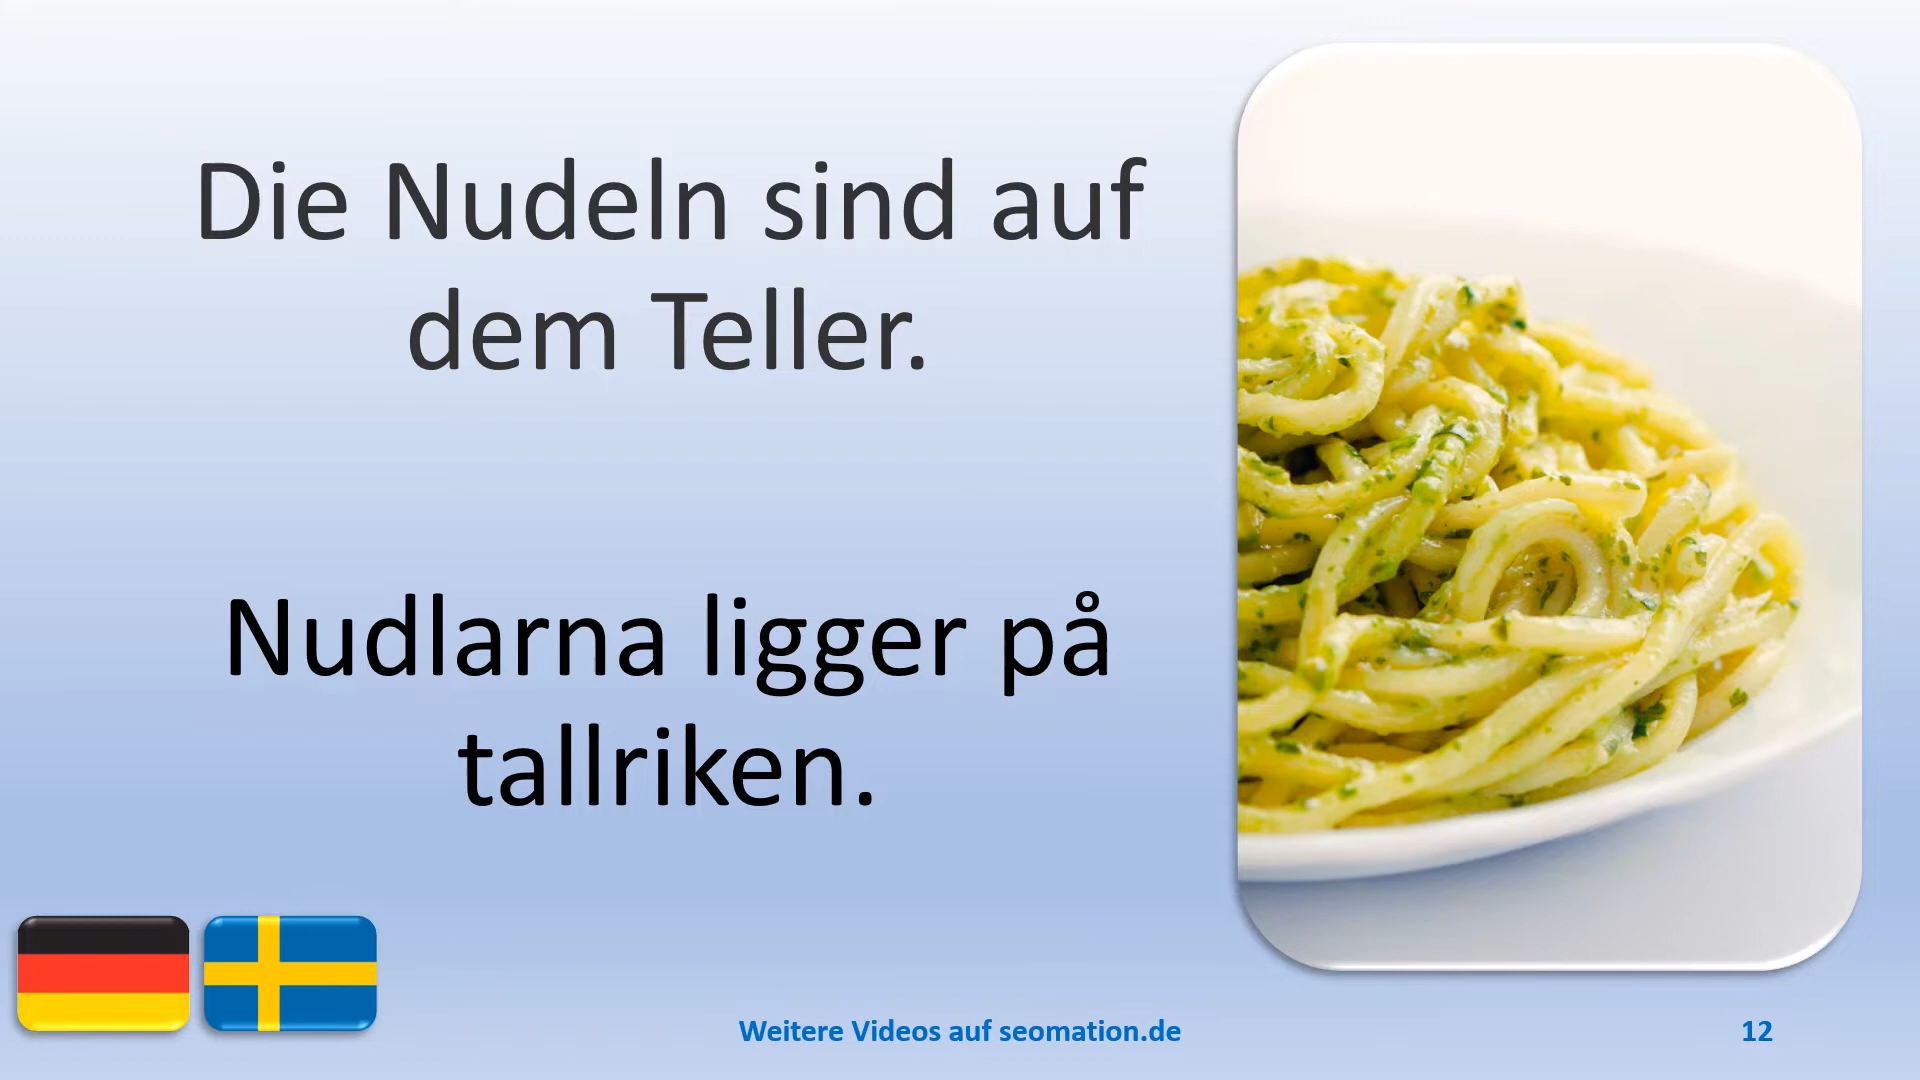 Die Nudeln sind auf
dem Teller.
Nudlarna ligger på
tallriken.
Weitere Videos auf seomation.de
12